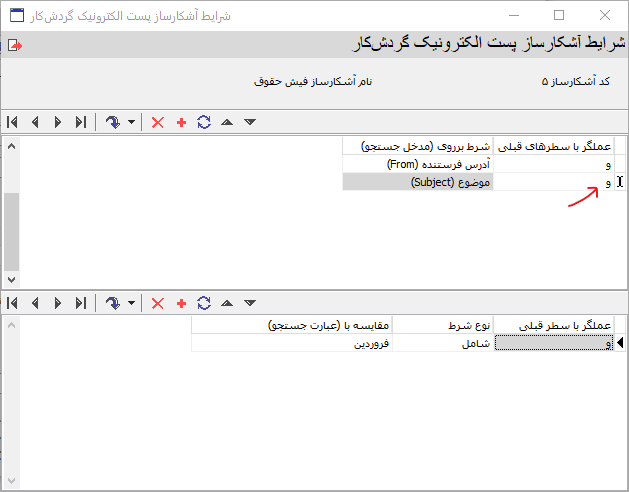 شرایط آشکارساز پست الکترونیک گردش‌کار
شرایط آشکارساز پست الکترونیک گردش‌کار
کد آشکارساز ۵ نام آشکارساز فیش حقوق
عملگر با سطرهای قبلی شرط برروی (مدخل جستجو)
و آدرس فرستنده (From)
و موضوع (Subject)
عملگر با سطر قبلی نوع شرط مقایسه با (عبارت جستجو)
و شامل فروردین